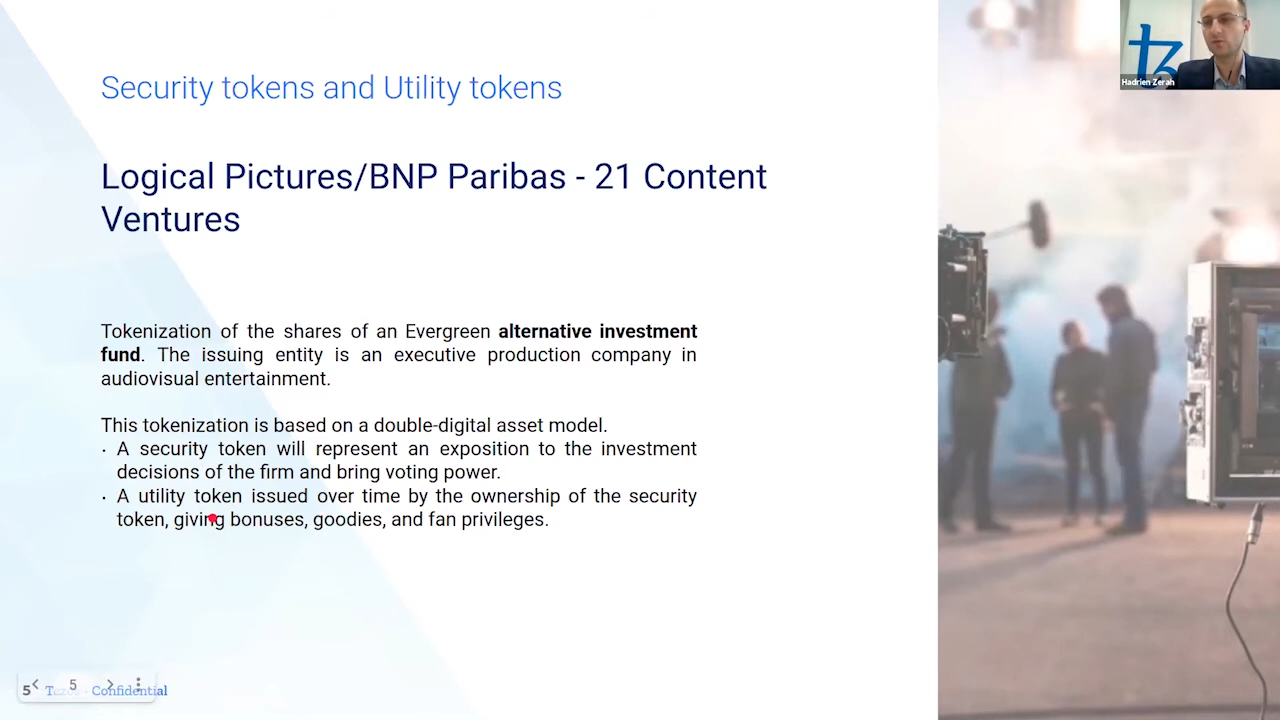 Hadrien Zerah
Security tokens and Utility tokens
Logical Pictures/BNP Paribas - 21 Content
Ventures
Tokenization of the shares of an Evergreen alternative investment
fund. The issuing entity is an executive production company in
audiovisual entertainment.
This tokenization is based on a double-digital asset model.
· A security token will represent an exposition to the investment
decisions of the firm and bring voting power.
· A utility token issued over time by the ownership of the security
token, giving bonuses, goodies, and fan privileges.
5
5
Confidential